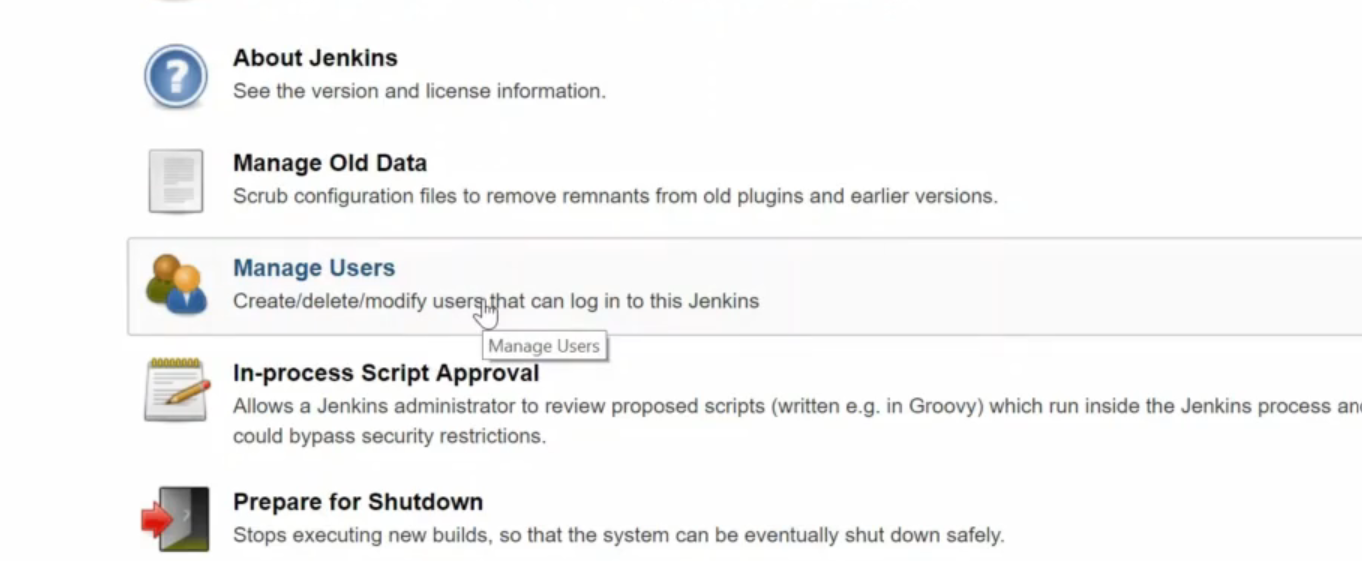 About Jenkins
See the version and license information.
Manage Old Data
Scrub configuration files to remove remnants from old plugins and earlier versions.
Manage Users
Create/delete/modify users that can log in to this Jenkins
Manage Users
In-process Script Approval
Allows a Jenkins administrator to review proposed scripts (written e.g. in Groovy) which run inside the Jenkins process
could bypass security restrictions.
Prepare for Shutdown
Stops executing new builds, so that the system can be eventually shut down safely.